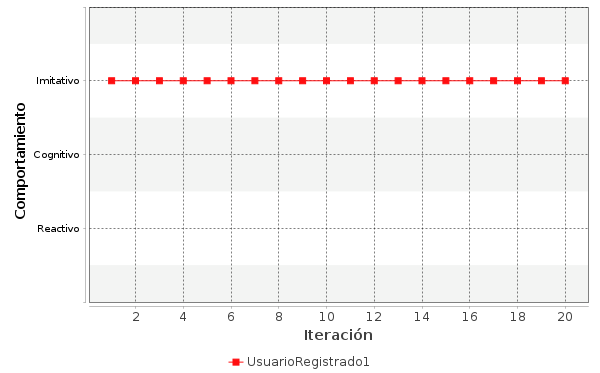 Comportamiento
Imitativo
Cognitivo
Reactivo
2 4 6 8 10 12 14 16 18 20
Iteración
UsuarioRegistrado1